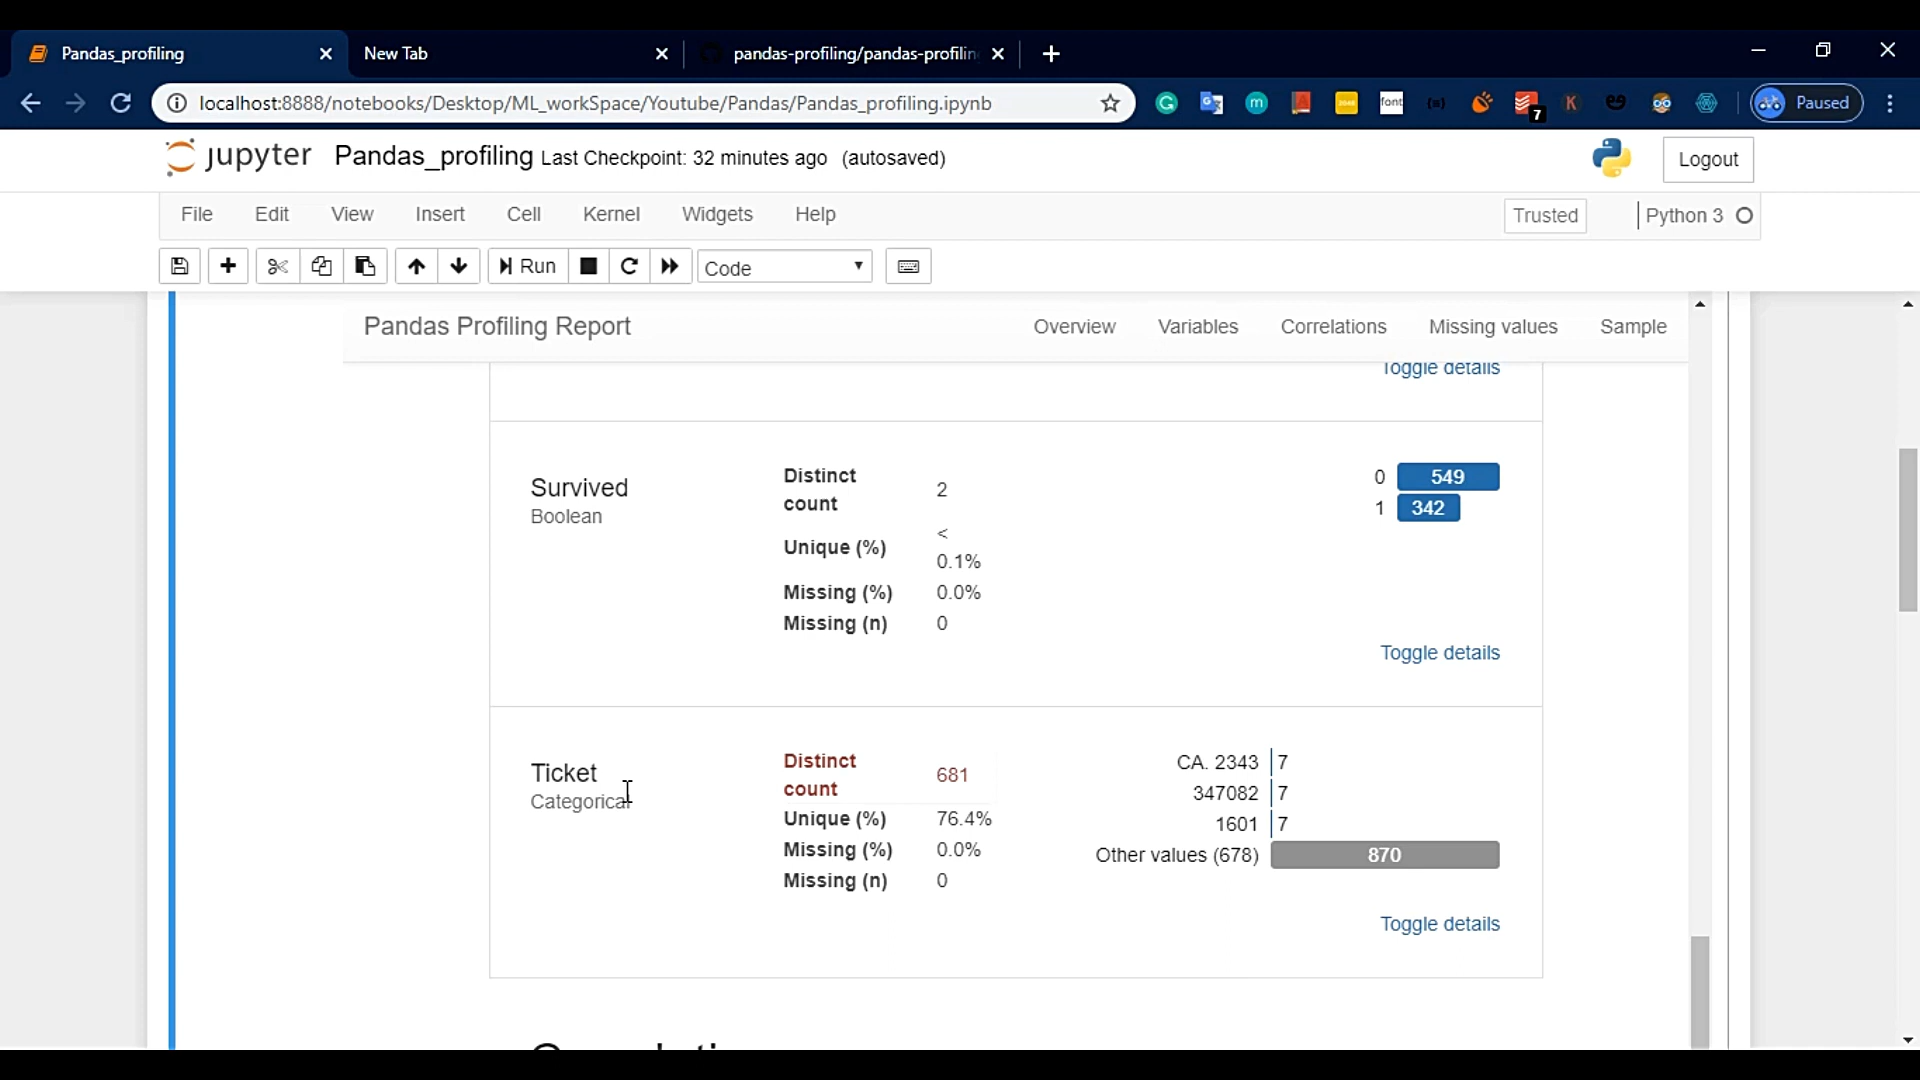 Pandas_profiling
New Tab
pandas-profiling/pandas-profilin
localhost:8888/notebooks/Desktop/ML_workSpace/Youtube/Pandas/Pandas_profiling.ipynb
7
Paused
jupyter Pandas_profiling Last Checkpoint: 32 minutes ago (autosaved)
Logout
File Edit View Insert Cell Kernel Widgets Help
Trusted
Python 3
Run
Code
Pandas Profiling Report
Overview Variables Correlations Missing values Sample
Toggle details
Survived
Boolean
Distinct
count
2
Unique (%)
<
0.1%
Missing (%) 0.0%
Missing (n) 0
0 549
1 342
Toggle details
Ticket
Categorical
Distinct
count
681
Unique (%) 76.4%
Missing (%) 0.0%
Missing (n) 0
CA. 2343 7
347082 7
1601 7
Other values (678) 870
Toggle details